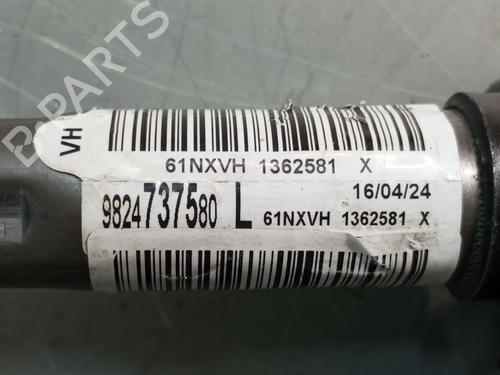 B-PARTS
VH
61NXVH 1362581 X
16/04/24
9824737580 L 61NXVH 1362581 X